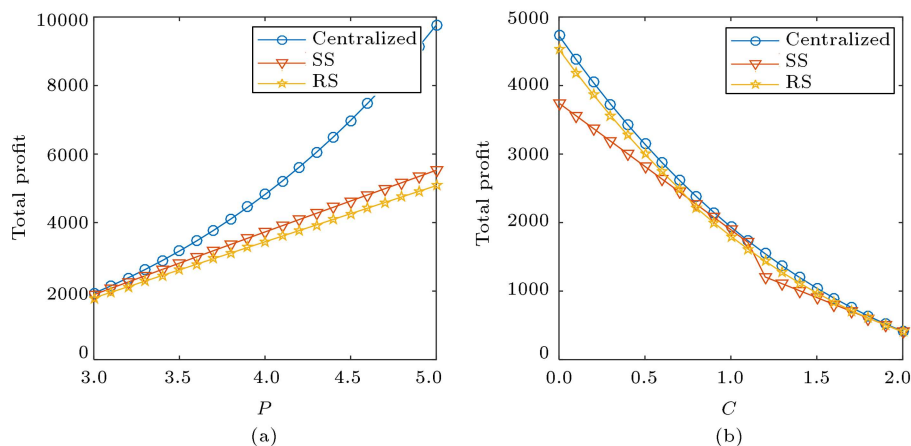 10000
8000
6000
4000
2000
0
Total profit
Centralized
SS
RS
3.0 3.5 4.0 4.5 5.0
P
(a)
5000
4000
3000
2000
1000
0
Total profit
Centralized
SS
RS
0.0 0.5 1.0 1.5 2.0
C
(b)